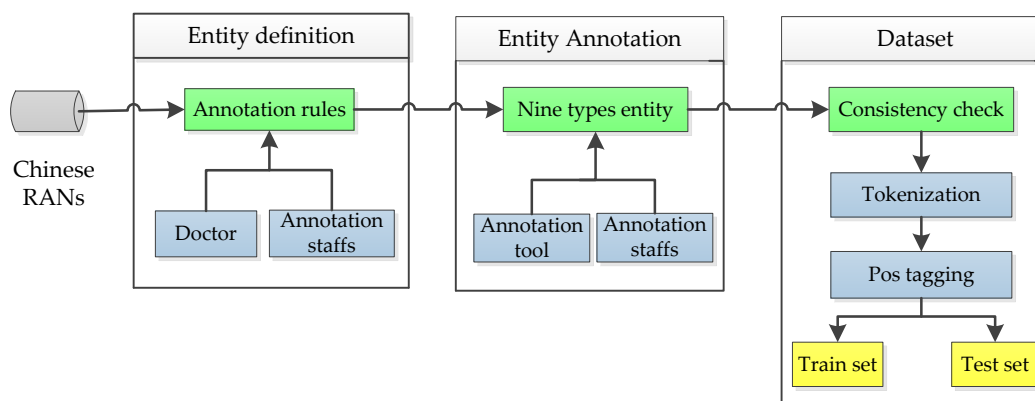 Entity definition
Entity Annotation
Dataset
Annotation rules
Nine types entity
Consistency check
Chinese
RANs
Doctor
Annotation
staffs
Annotation
tool
Annotation
staffs
Tokenization
Pos tagging
Train set
Test set